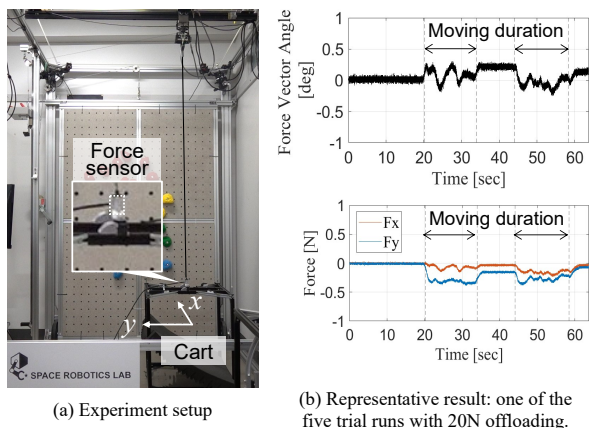 Force
sensor
x
y
Cart
SPACE ROBOTICS LAB
(a) Experiment setup
Force Vector Angle
[deg]
1
0.5
0
-0.5
-1
Moving duration
0 10 20 30 40 50 60
Time [sec]
Force [N]
1
0.5
0
-0.5
-1
Fx
Fy
Moving duration
0 10 20 30 40 50 60
Time [sec]
(b) Representative result: one of the
five trial runs with 20N offloading.